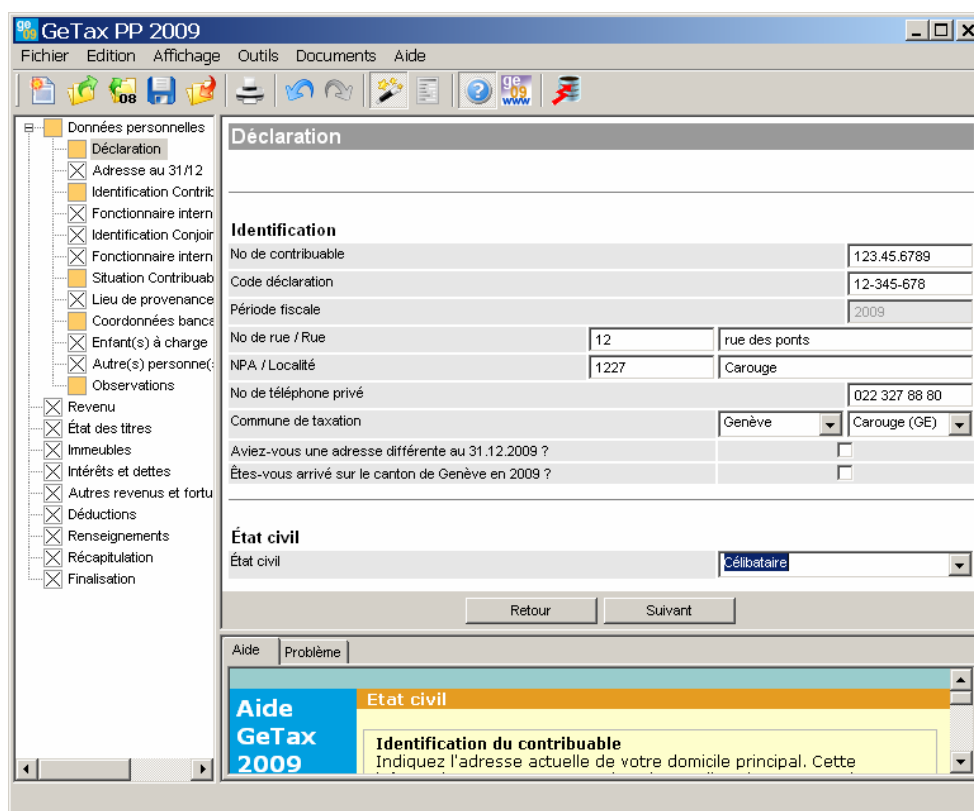 GeTax PP 2009
Fichier Edition Affichage Outils Documents Aide
08
ge
09
www
Données personnelles
Déclaration
Adresse au 31/12
Identification Contrib
Fonctionnaire intern
Identification Conjoin
Fonctionnaire intern
Situation Contribuab
Lieu de provenance
Coordonnées banca
Enfant(s) à charge
Autre(s) personne(s
Observations
Revenu
État des titres
Immeubles
Intérêts et dettes
Autres revenus et fortu
Déductions
Renseignements
Récapitulation
Finalisation
Déclaration
Identification
No de contribuable 123.45.6789
Code déclaration 12-345-678
Période fiscale 2009
No de rue / Rue 12 rue des ponts
NPA / Localité 1227 Carouge
No de téléphone privé 022 327 88 80
Commune de taxation Genève Carouge (GE)
Aviez-vous une adresse différente au 31.12.2009 ?
Êtes-vous arrivé sur le canton de Genève en 2009 ?
État civil
État civil Célibataire
Retour Suivant
Aide Problème
Aide
GeTax
2009
Etat civil
Identification du contribuable
Indiquez l'adresse actuelle de votre domicile principal. Cette